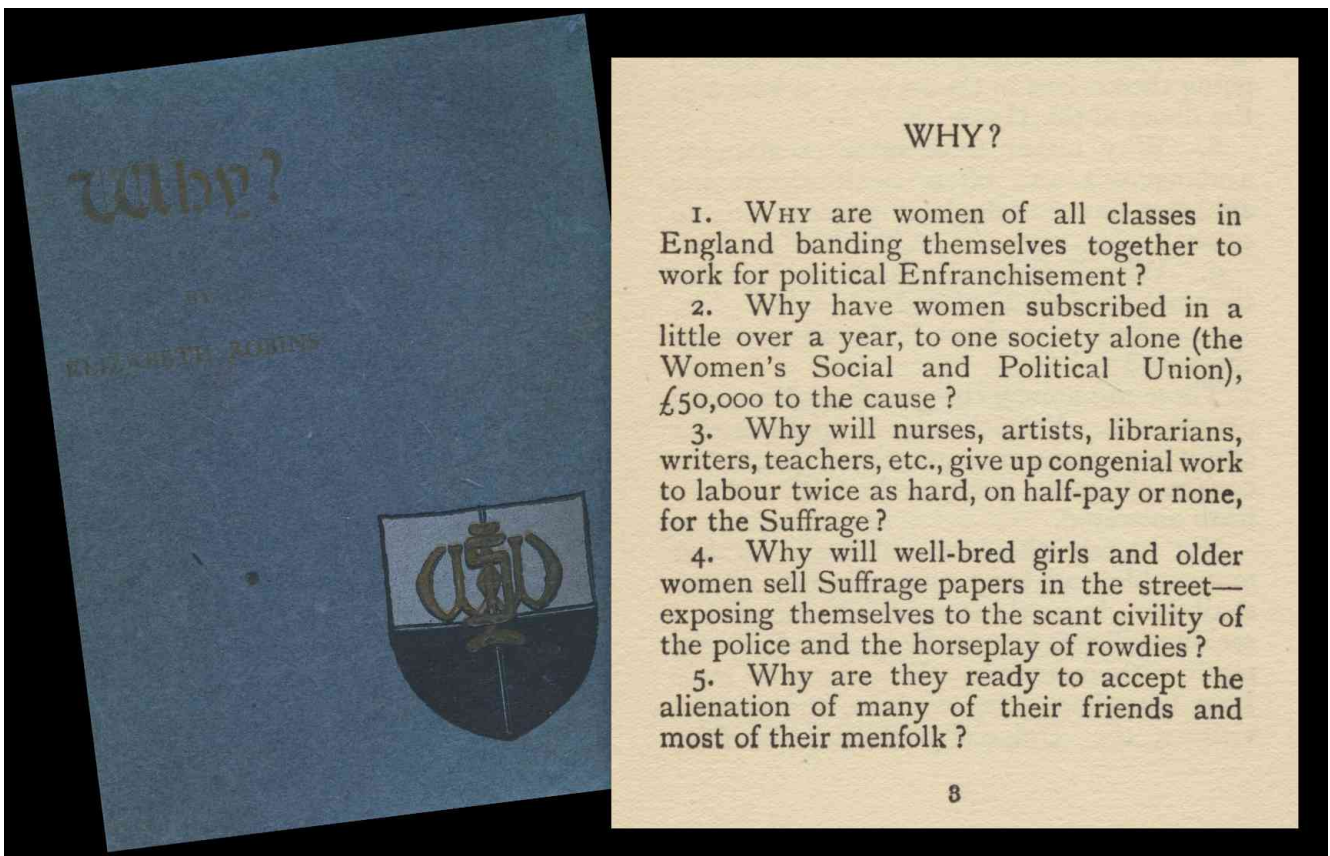 Why?
BY
ELIZABETH ROBINS
WHY?
1. WHY are women of all classes in
England banding themselves together to
work for political Enfranchisement ?
2. Why have women subscribed in a
little over a year, to one society alone (the
Women's Social and Political Union),
£50,000 to the cause ?
3. Why will nurses, artists, librarians,
writers, teachers, etc., give up congenial work
to labour twice as hard, on half-pay or none,
for the Suffrage ?
4. Why will well-bred girls and older
women sell Suffrage papers in the street—
exposing themselves to the scant civility of
the police and the horseplay of rowdies ?
5. Why are they ready to accept the
alienation of many of their friends and
most of their menfolk ?
3